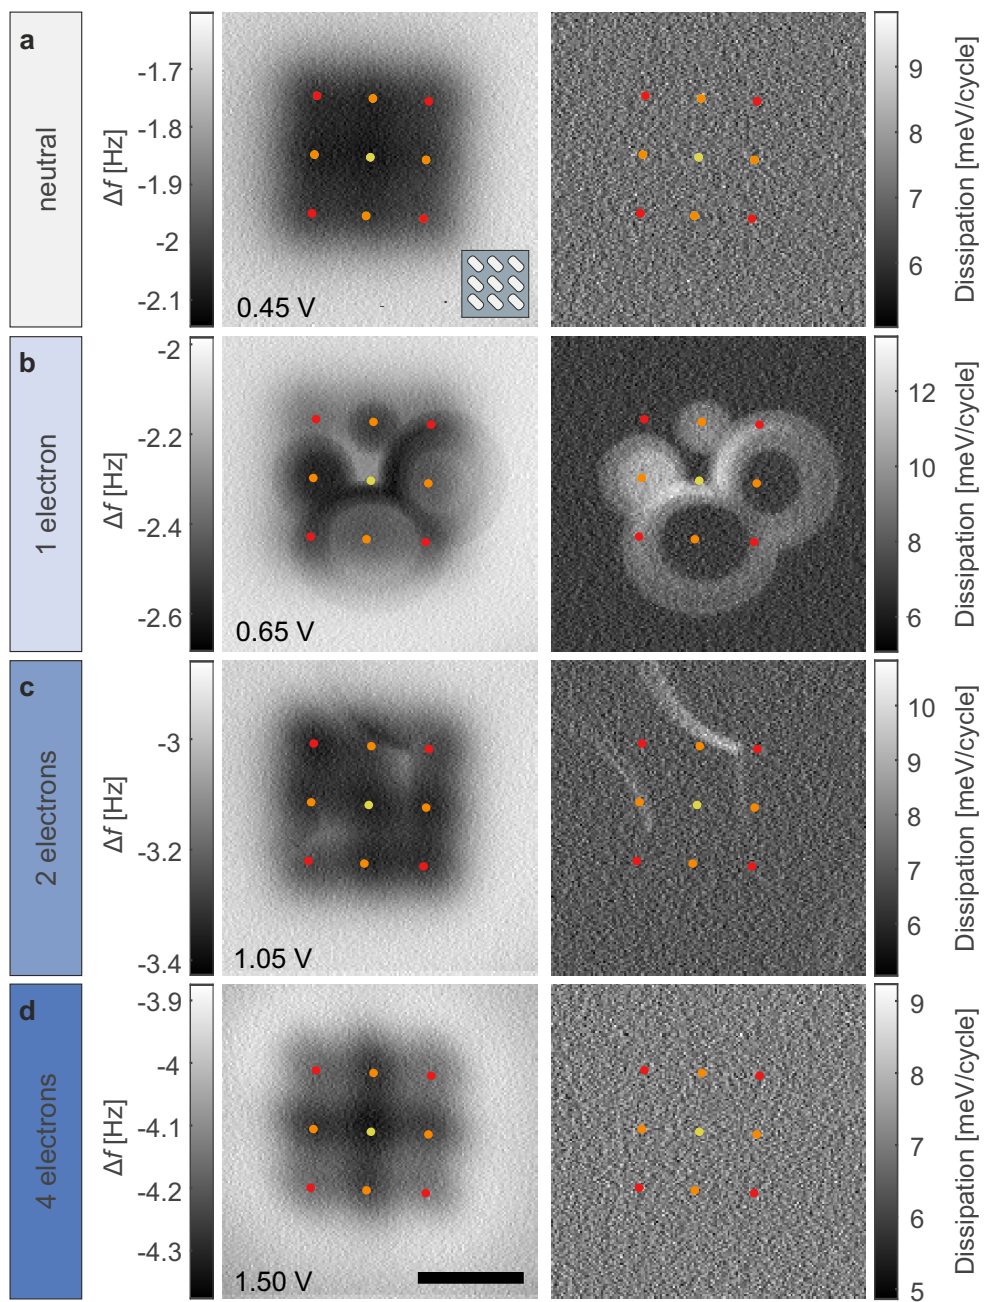 a
neutral
Δf [Hz]
-1.7
-1.8
-1.9
-2
-2.1
0.45 V
9
8
7
6
Dissipation [meV/cycle]
b
1 electron
Δf [Hz]
-2
-2.2
-2.4
-2.6
0.65 V
12
10
8
6
Dissipation [meV/cycle]
c
2 electrons
Δf [Hz]
-3
-3.2
-3.4
1.05 V
10
9
8
7
6
Dissipation [meV/cycle]
d
4 electrons
Δf [Hz]
-3.9
-4
-4.1
-4.2
-4.3
1.50 V
9
8
7
6
5
Dissipation [meV/cycle]